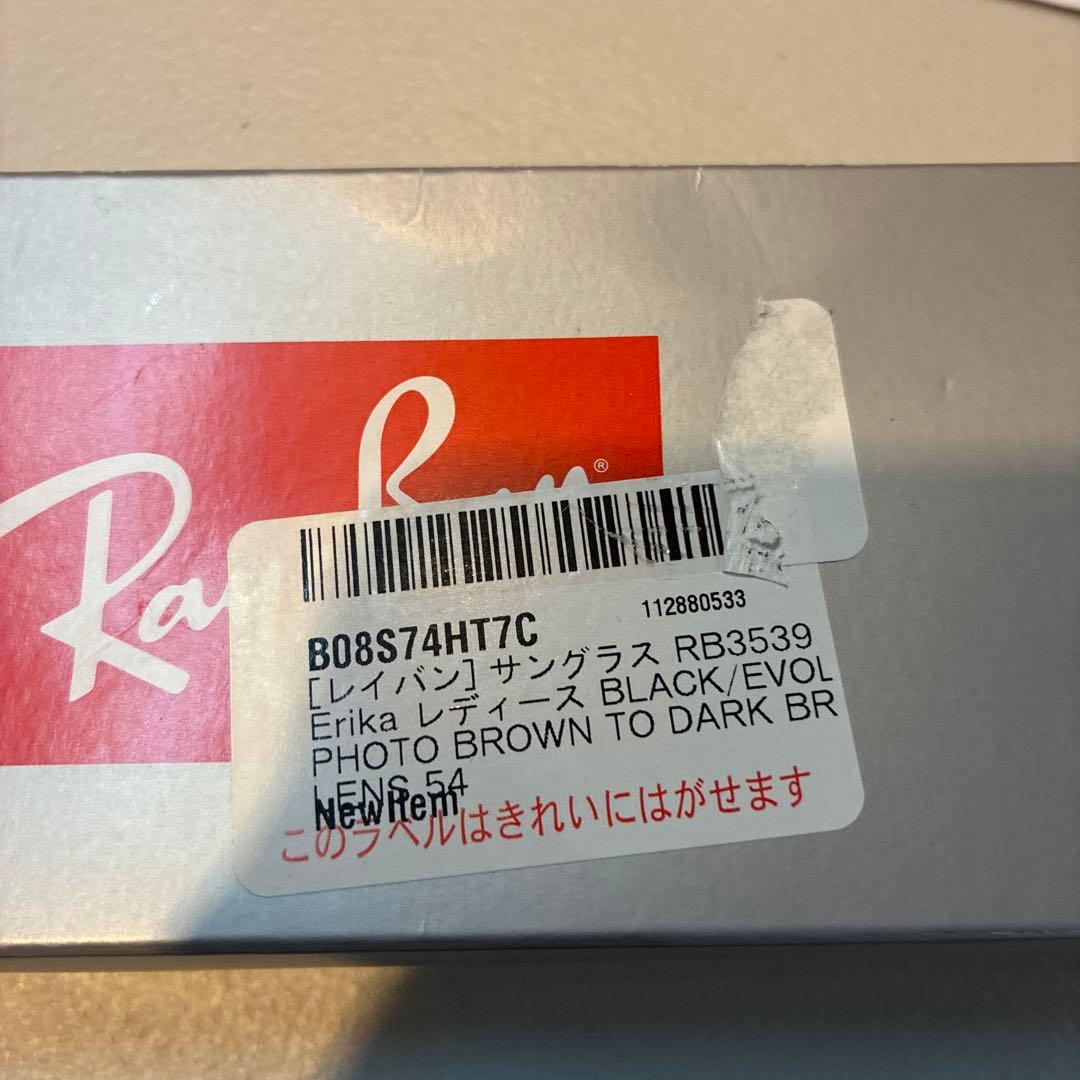 Ray-Ban®
B08S74HT7C 112880533
[レイバン] サングラス RB3539
Erika レディース BLACK/EVOL
PHOTO BROWN TO DARK BR
LENS 54
NewItem
このラベルはきれいにはがせます